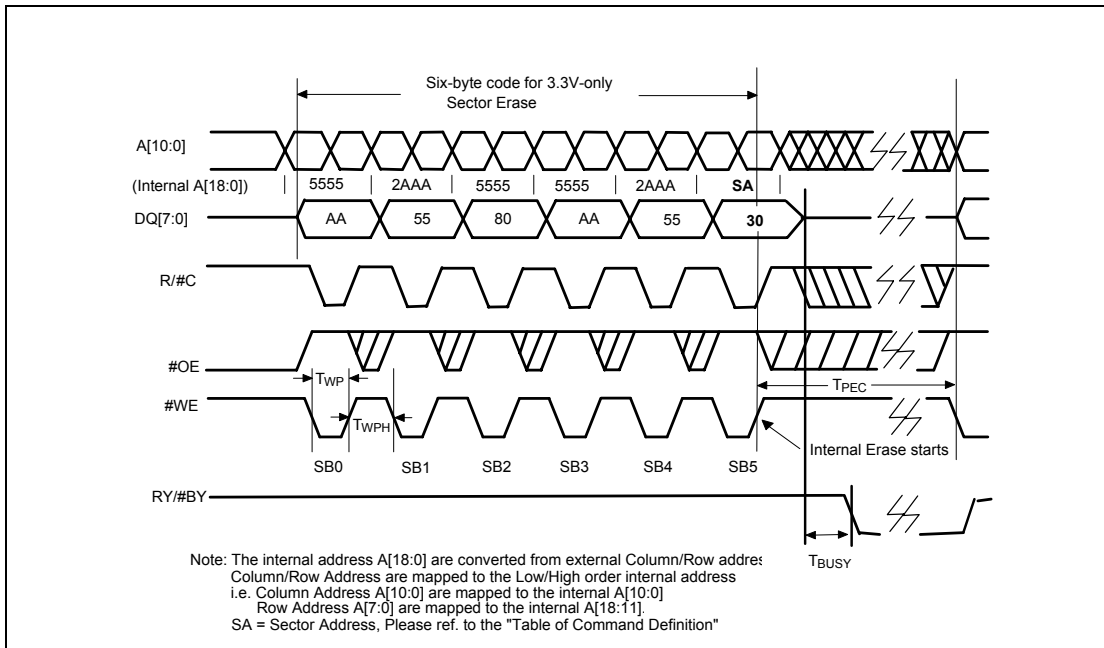 Six-byte code for 3.3V-only
Sector Erase
A[10:0]
(Internal A[18:0]) 5555 2AAA 5555 5555 2AAA SA
DQ[7:0] AA 55 80 AA 55 30
R/#C
#OE
TWP
TPEC
#WE
TWPH
Internal Erase starts
SB0 SB1 SB2 SB3 SB4 SB5
RY/#BY
TBUSY
Note: The internal address A[18:0] are converted from external Column/Row addres
Column/Row Address are mapped to the Low/High order internal address
i.e. Column Address A[10:0] are mapped to the internal A[10:0]
Row Address A[7:0] are mapped to the internal A[18:11].
SA = Sector Address, Please ref. to the "Table of Command Definition"